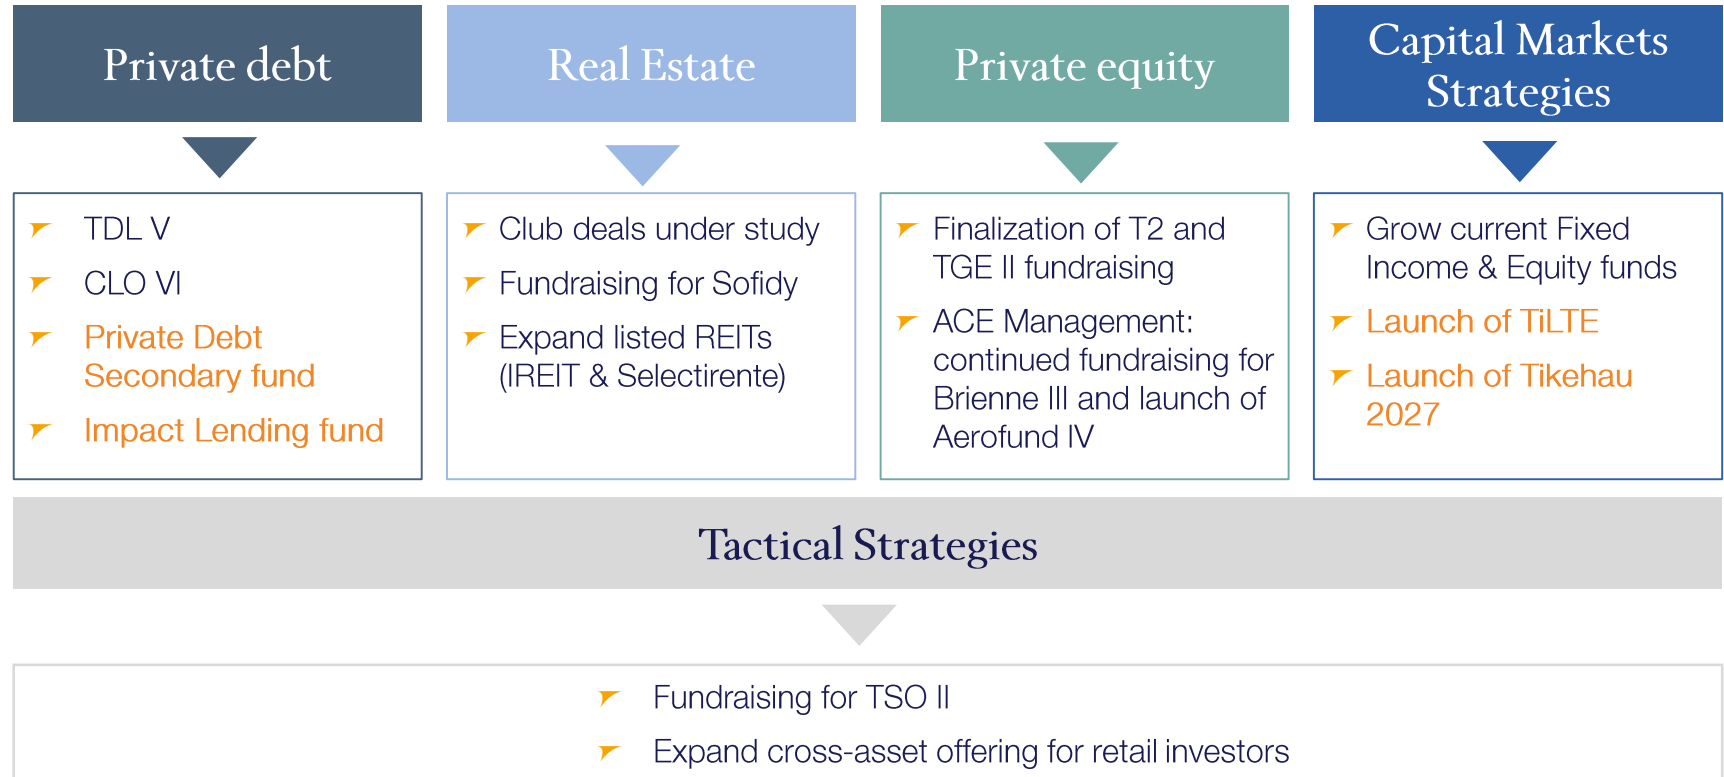 Private debt
TDL V
CLO VI
Private Debt
Secondary fund
Impact Lending fund
Real Estate
Club deals under study
Fundraising for Sofidy
Expand listed REITs
(IREIT & Selectirente)
Private equity
Finalization of T2 and
TGE II fundraising
ACE Management:
continued fundraising for
Brienne III and launch of
Aerofund IV
Capital Markets
Strategies
Grow current Fixed
Income & Equity funds
Launch of TiLTE
Launch of Tikehau
2027
Tactical Strategies
Fundraising for TSO II
Expand cross-asset offering for retail investors